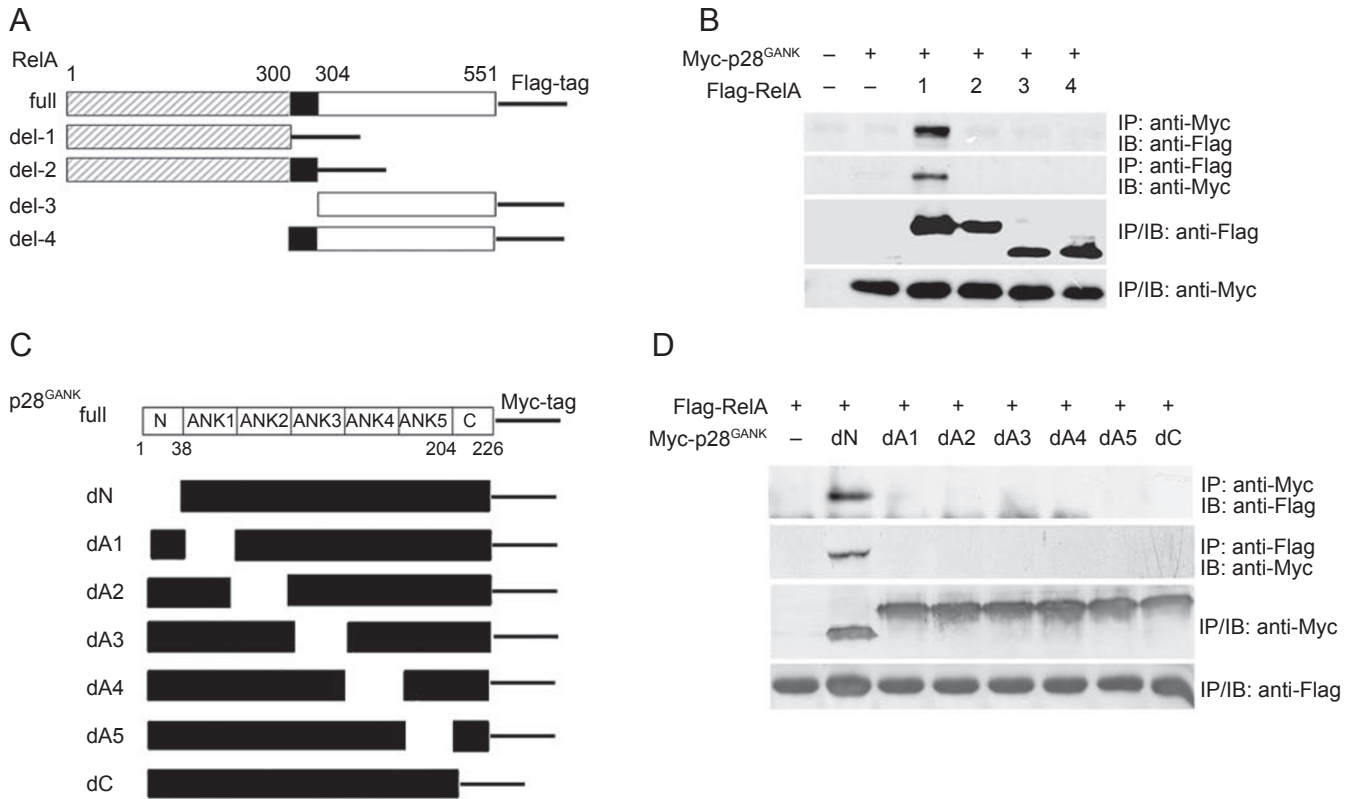 A
RelA
1 300 304 551
full
Flag-tag
del-1
del-2
del-3
del-4
B
Myc-p28GANK – + + + + +
Flag-RelA – – 1 2 3 4
IP: anti-Myc
IB: anti-Flag
IP: anti-Flag
IB: anti-Myc
IP/IB: anti-Flag
IP/IB: anti-Myc
C
p28GANK
full
N ANK1 ANK2 ANK3 ANK4 ANK5 C
Myc-tag
1 38 204 226
dN
dA1
dA2
dA3
dA4
dA5
dC
D
Flag-RelA + + + + + + + +
Myc-p28GANK – dN dA1 dA2 dA3 dA4 dA5 dC
IP: anti-Myc
IB: anti-Flag
IP: anti-Flag
IB: anti-Myc
IP/IB: anti-Myc
IP/IB: anti-Flag